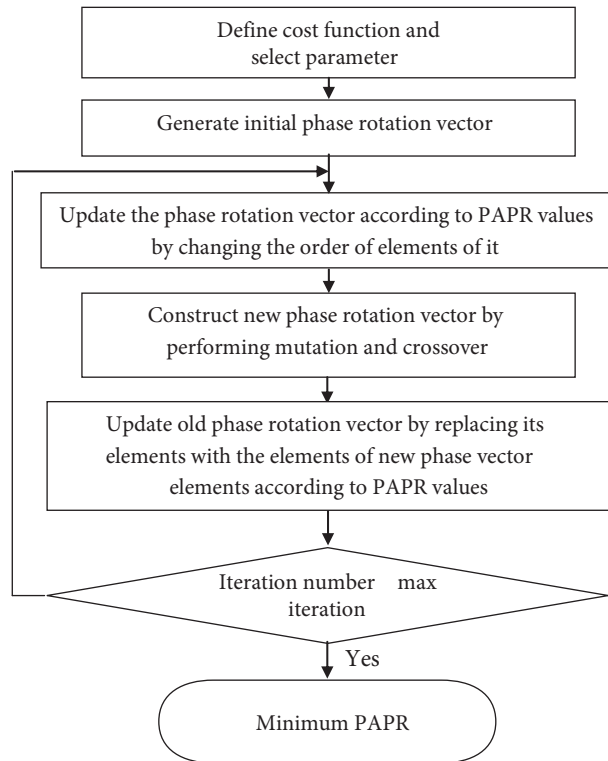 Define cost function and
select parameter
Generate initial phase rotation vector
Update the phase rotation vector according to PAPR values
by changing the order of elements of it
Construct new phase rotation vector by
performing mutation and crossover
Update old phase rotation vector by replacing its
elements with the elements of new phase vector
elements according to PAPR values
Iteration number max
iteration
Yes
Minimum PAPR